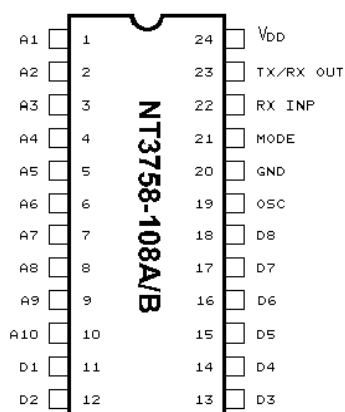 A1 1 24 VDD
A2 2 23 TX/RX OUT
A3 3 22 RX INP
A4 4 21 MODE
A5 5 20 GND
A6 6 19 OSC
A7 7 18 D8
A8 8 17 D7
A9 9 16 D6
A10 10 15 D5
D1 11 14 D4
D2 12 13 D3
NT3758-108A/B